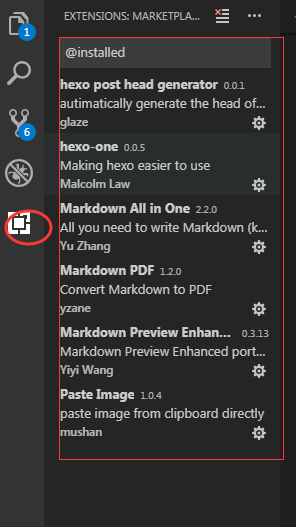 EXTENSIONS: MARKETPLA...
1
@installed
hexo post head generator 0.0.1
autimatically generate the head of...
glaze
6
hexo-one 0.0.5
Making hexo easier to use
Malcolm Law
Markdown All in One 2.2.0
All you need to write Markdown (k...
Yu Zhang
Markdown PDF 1.2.0
Convert Markdown to PDF
yzane
Markdown Preview Enhan... 0.3.13
Markdown Preview Enhanced port...
Yiyi Wang
Paste Image 1.0.4
paste image from clipboard directly
mushan